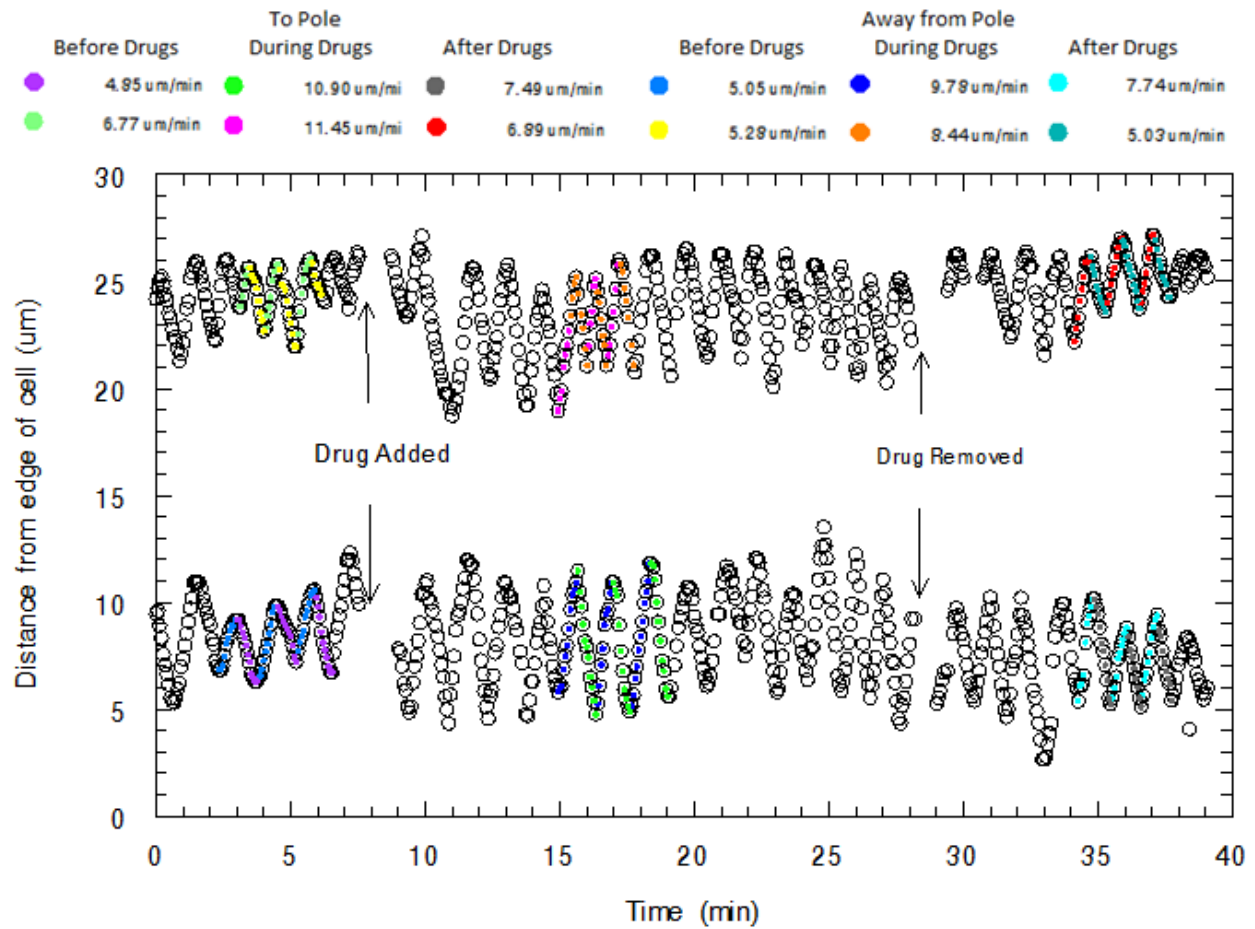 To Pole Away from Pole
Before Drugs During Drugs After Drugs Before Drugs During Drugs After Drugs
4.95 um/min 10.90 um/mi 7.49 um/min 5.05 um/min 9.79 um/min 7.74 um/min
6.77 um/min 11.45 um/mi 6.99 um/min 5.29 um/min 8.44 um/min 5.03 um/min
30
25
20
Drug Added Drug Removed
15
10
5
0
Distance from edge of cell (um)
0 5 10 15 20 25 30 35 40
Time (min)